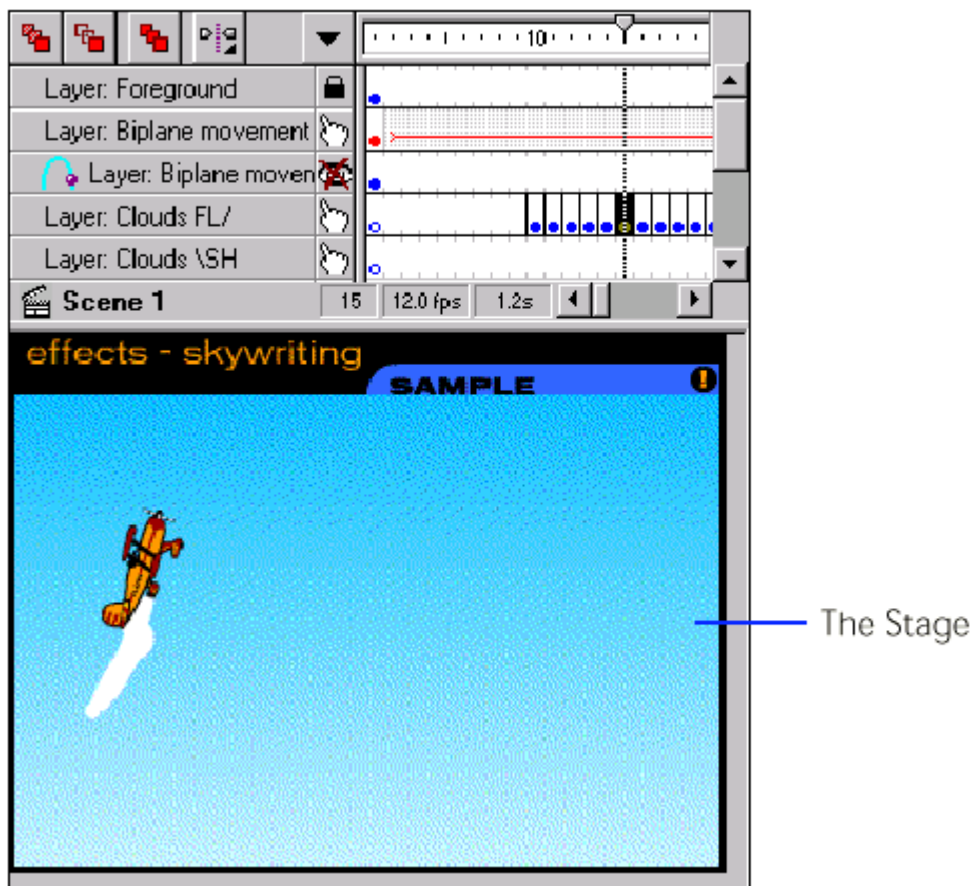 10
Layer: Foreground
Layer: Biplane movement
Layer: Biplane moven
Layer: Clouds FL/
Layer: Clouds \SH
Scene 1 15 12.0 fps 1.2s
effects - skywriting
SAMPLE !
The Stage